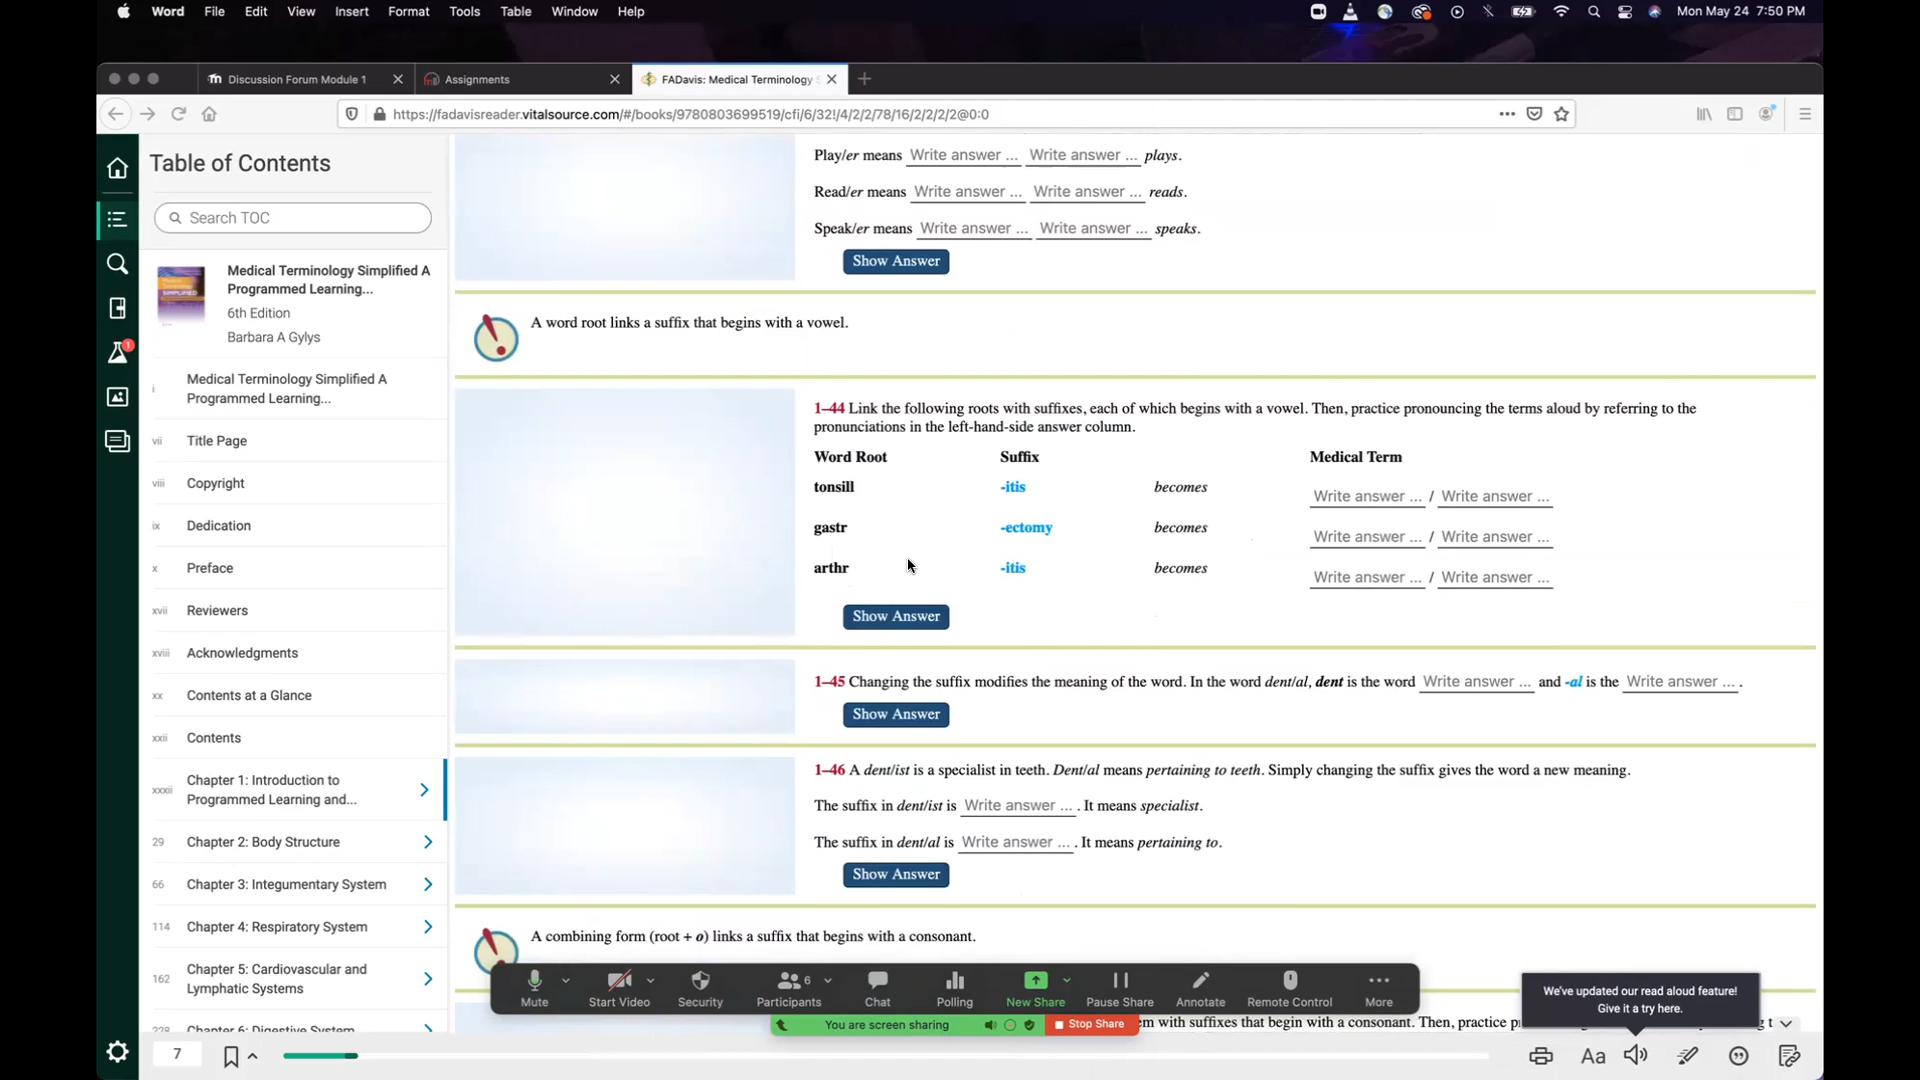 Word File Edit View Insert Format Tools Table Window Help Mon May 24 7:50 PM
Discussion Forum Module 1 Assignments FADavis: Medical Terminology S
https://fadavisreader.vitalsource.com/#/books/9780803699519/cfi/6/32!/4/2/2/78/16/2/2/2/2@0:0
Table of Contents
Search TOC
Medical Terminology Simplified A
Programmed Learning...
6th Edition
Barbara A Gylys
i Medical Terminology Simplified A
Programmed Learning...
vii Title Page
viii Copyright
ix Dedication
x Preface
xvii Reviewers
xviii Acknowledgments
xx Contents at a Glance
xxii Contents
xxxii Chapter 1: Introduction to
Programmed Learning and...
29 Chapter 2: Body Structure
66 Chapter 3: Integumentary System
114 Chapter 4: Respiratory System
162 Chapter 5: Cardiovascular and
Lymphatic Systems
228 Chapter 6: Digestive System
1
Play/er means Write answer ... Write answer ... plays.
Read/er means Write answer ... Write answer ... reads.
Speak/er means Write answer ... Write answer ... speaks.
Show Answer
A word root links a suffix that begins with a vowel.
1–44 Link the following roots with suffixes, each of which begins with a vowel. Then, practice pronouncing the terms aloud by referring to the
pronunciations in the left-hand-side answer column.
Word Root Suffix Medical Term
tonsill -itis becomes Write answer ... / Write answer ...
gastr -ectomy becomes Write answer ... / Write answer ...
arthr -itis becomes Write answer ... / Write answer ...
Show Answer
1–45 Changing the suffix modifies the meaning of the word. In the word dent/al, dent is the word Write answer ... and -al is the Write answer ... .
Show Answer
1–46 A dent/ist is a specialist in teeth. Dent/al means pertaining to teeth. Simply changing the suffix gives the word a new meaning.
The suffix in dent/ist is Write answer ... . It means specialist.
The suffix in dent/al is Write answer ... . It means pertaining to.
Show Answer
A combining form (root + o) links a suffix that begins with a consonant.
6
Mute Start Video Security Participants Chat Polling New Share Pause Share Annotate Remote Control More
You are screen sharing Stop Share
with suffixes that begin with a consonant. Then, practice
We've updated our read aloud feature!
Give it a try here.
7 Aa